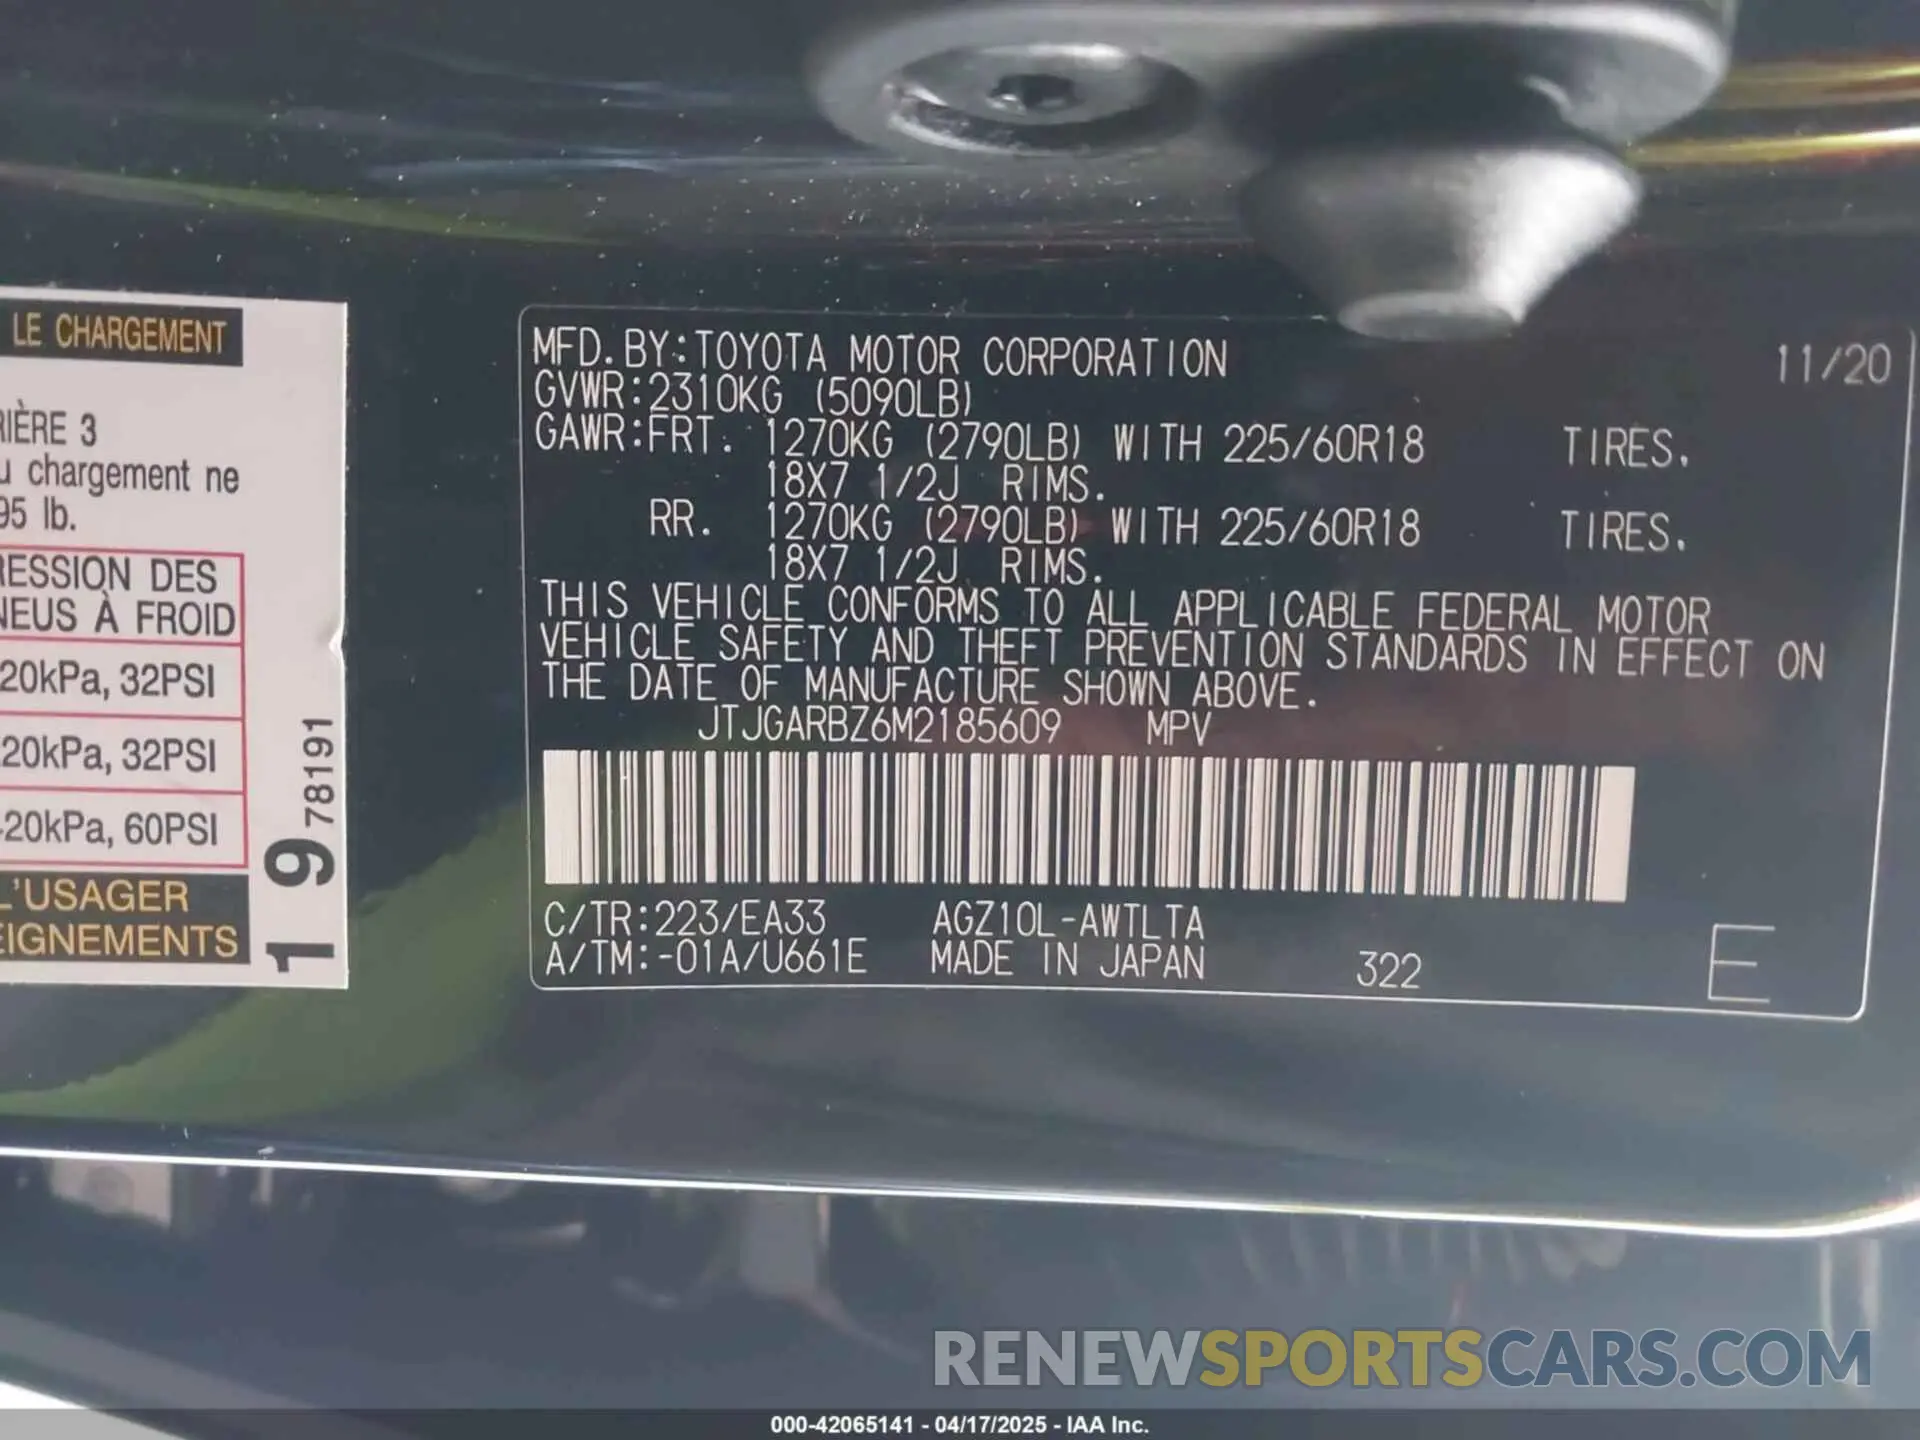 LE CHARGEMENT
RIÈRE 3
u chargement ne
95 lb.
RESSION DES
NEUS À FROID
20kPa, 32PSI
20kPa, 32PSI
420kPa, 60PSI
L'USAGER
EIGNEMENTS
19 78191
MFD.BY:TOYOTA MOTOR CORPORATION 11/20
GVWR:2310KG (5090LB)
GAWR:FRT. 1270KG (2790LB) WITH 225/60R18 TIRES.
18X7 1/2J RIMS.
RR. 1270KG (2790LB) WITH 225/60R18 TIRES.
18X7 1/2J RIMS.
THIS VEHICLE CONFORMS TO ALL APPLICABLE FEDERAL MOTOR
VEHICLE SAFETY AND THEFT PREVENTION STANDARDS IN EFFECT ON
THE DATE OF MANUFACTURE SHOWN ABOVE.
JTJGARBZ6M2185609 MPV
C/TR:223/EA33 AGZ10L-AWTLTA
A/TM:-01A/U661E MADE IN JAPAN 322 E
RENEWSPORTSCARS.COM
000-42065141 - 04/17/2025 - IAA Inc.